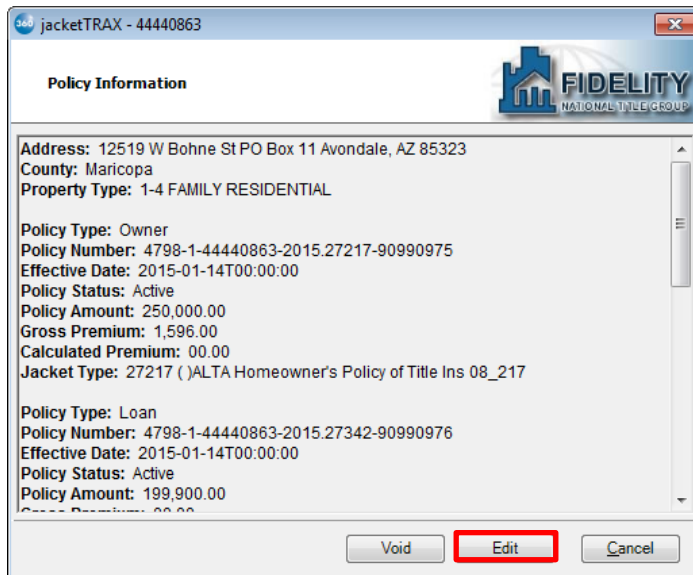 360 jacketTRAX - 44440863
Policy Information
FIDELITY
NATIONAL TITLE GROUP
Address: 12519 W Bohne St PO Box 11 Avondale, AZ 85323
County: Maricopa
Property Type: 1-4 FAMILY RESIDENTIAL
Policy Type: Owner
Policy Number: 4798-1-44440863-2015.27217-90990975
Effective Date: 2015-01-14T00:00:00
Policy Status: Active
Policy Amount: 250,000.00
Gross Premium: 1,596.00
Calculated Premium: 00.00
Jacket Type: 27217 ( )ALTA Homeowner's Policy of Title Ins 08_217
Policy Type: Loan
Policy Number: 4798-1-44440863-2015.27342-90990976
Effective Date: 2015-01-14T00:00:00
Policy Status: Active
Policy Amount: 199,900.00
Void Edit Cancel